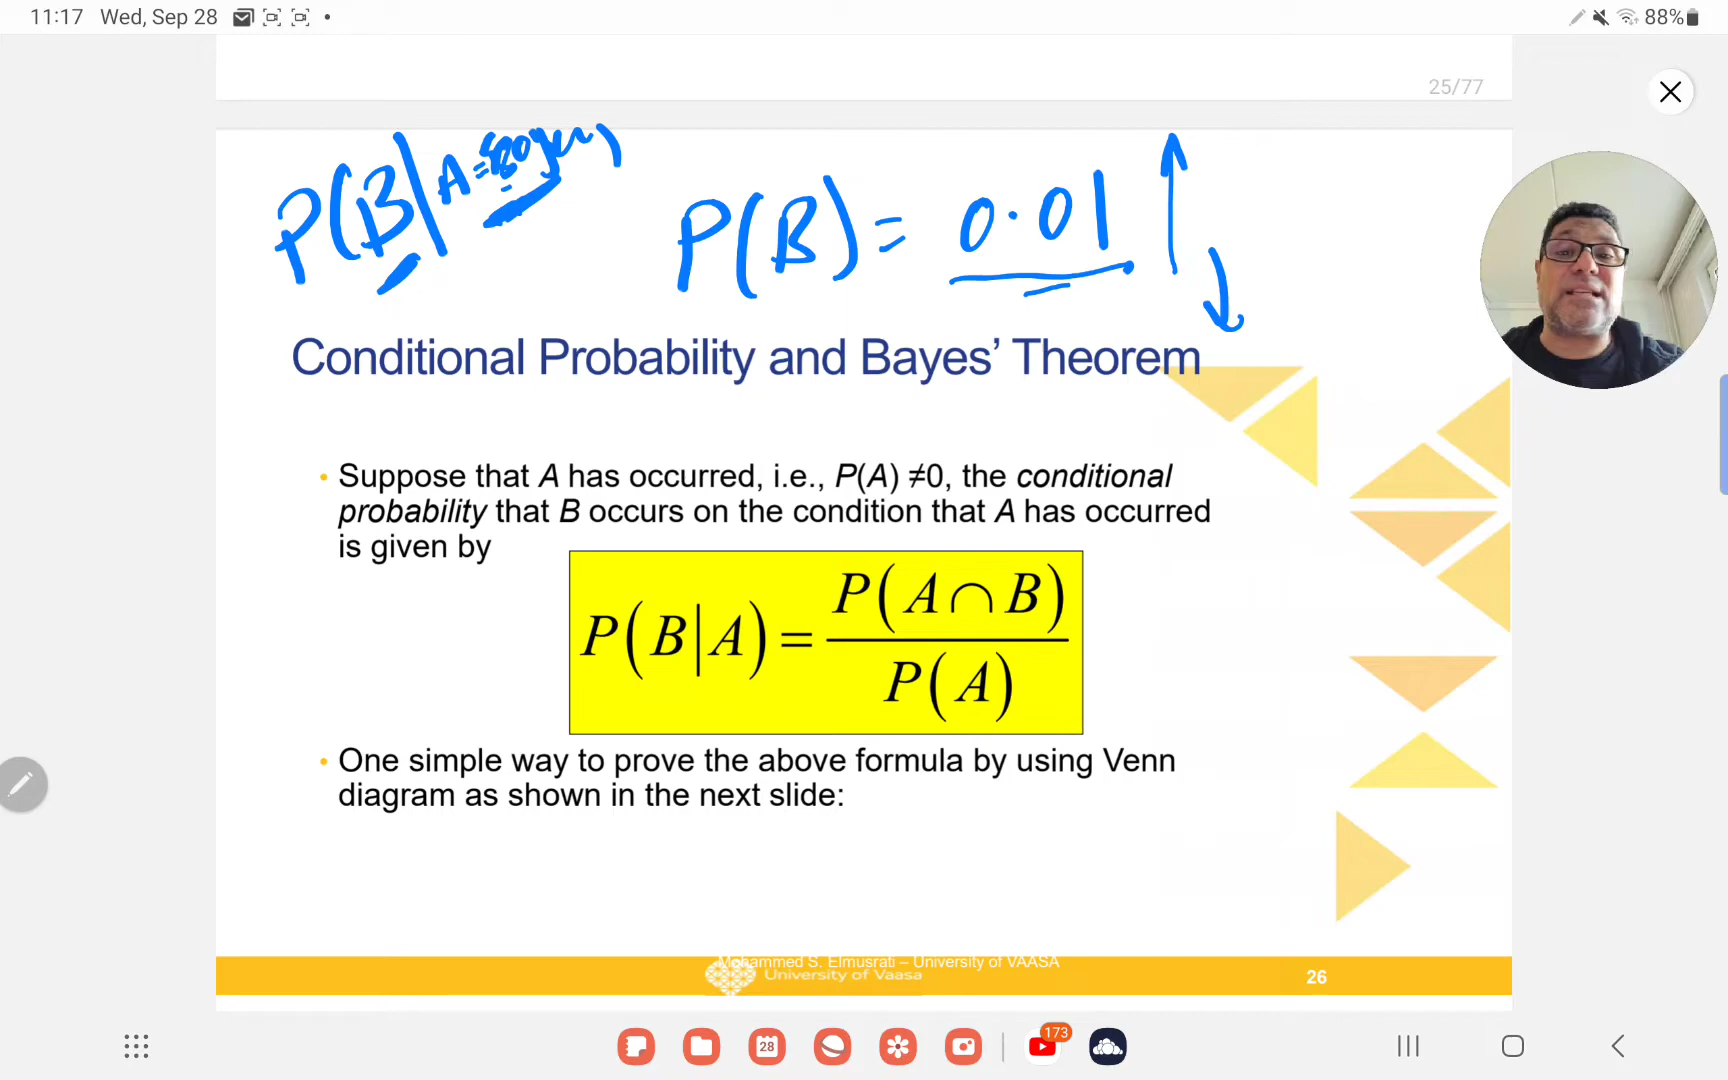 11:17 Wed, Sep 28
88%
25/77
P(B|A=80
P(B) = 0.01
Conditional Probability and Bayes' Theorem
• Suppose that A has occurred, i.e., P(A) ≠0, the conditional
probability that B occurs on the condition that A has occurred
is given by
P(B|A) = P(A∩B) / P(A)
• One simple way to prove the above formula by using Venn
diagram as shown in the next slide:
Mohammed S. Elmusrati – University of VAASA
University of Vaasa
26
28
173